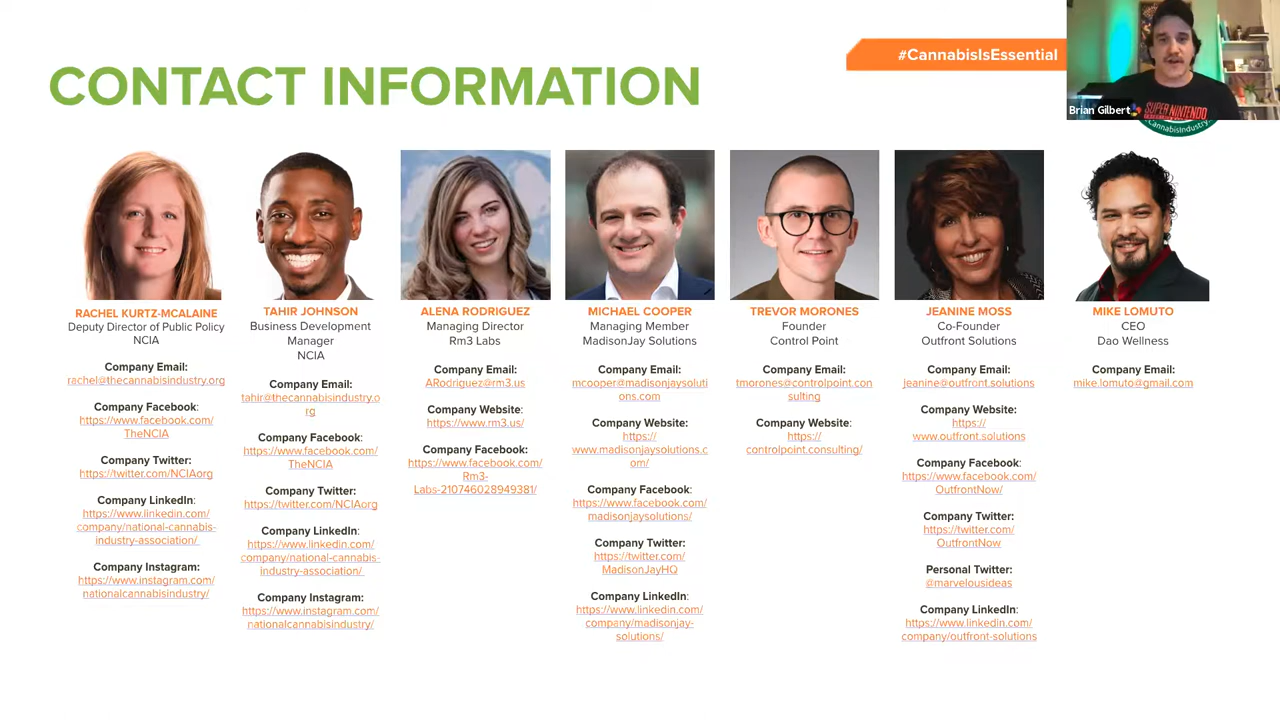 #CannabisIsEssential
CONTACT INFORMATION
Brian Gilbert
SUPER NINTENDO
CannabisIndustry.
RACHEL KURTZ-MCALAINE
Deputy Director of Public Policy
NCIA
Company Email:
rachel@thecannabisindustry.org
Company Facebook:
https://www.facebook.com/
TheNCIA
Company Twitter:
https://twitter.com/NCIAorg
Company LinkedIn:
https://www.linkedin.com/
company/national-cannabis-
industry-association/
Company Instagram:
https://www.instagram.com/
nationalcannabisindustry/
TAHIR JOHNSON
Business Development
Manager
NCIA
Company Email:
tahir@thecannabisindustry.o
rg
Company Facebook:
https://www.facebook.com/
TheNCIA
Company Twitter:
https://twitter.com/NCIAorg
Company LinkedIn:
https://www.linkedin.com/
company/national-cannabis-
industry-association/
Company Instagram:
https://www.instagram.com/
nationalcannabisindustry/
ALENA RODRIGUEZ
Managing Director
Rm3 Labs
Company Email:
ARodriguez@rm3.us
Company Website:
https://www.rm3.us/
Company Facebook:
https://www.facebook.com/
Rm3-
Labs-210746028949381/
MICHAEL COOPER
Managing Member
MadisonJay Solutions
Company Email:
mcooper@madisonjaysoluti
ons.com
Company Website:
https://
www.madisonjaysolutions.c
om/
Company Facebook:
https://www.facebook.com/
madisonjaysolutions/
Company Twitter:
https://twitter.com/
MadisonJayHQ
Company LinkedIn:
https://www.linkedin.com/
company/madisonjay-
solutions/
TREVOR MORONES
Founder
Control Point
Company Email:
tmorones@controlpoint.con
sulting
Company Website:
https://
controlpoint.consulting/
JEANINE MOSS
Co-Founder
Outfront Solutions
Company Email:
jeanine@outfront.solutions
Company Website:
https://
www.outfront.solutions
Company Facebook:
https://www.facebook.com/
OutfrontNow/
Company Twitter:
https://twitter.com/
OutfrontNow
Personal Twitter:
@marvelousideas
Company LinkedIn:
https://www.linkedin.com/
company/outfront-solutions
MIKE LOMUTO
CEO
Dao Wellness
Company Email:
mike.lomuto@gmail.com